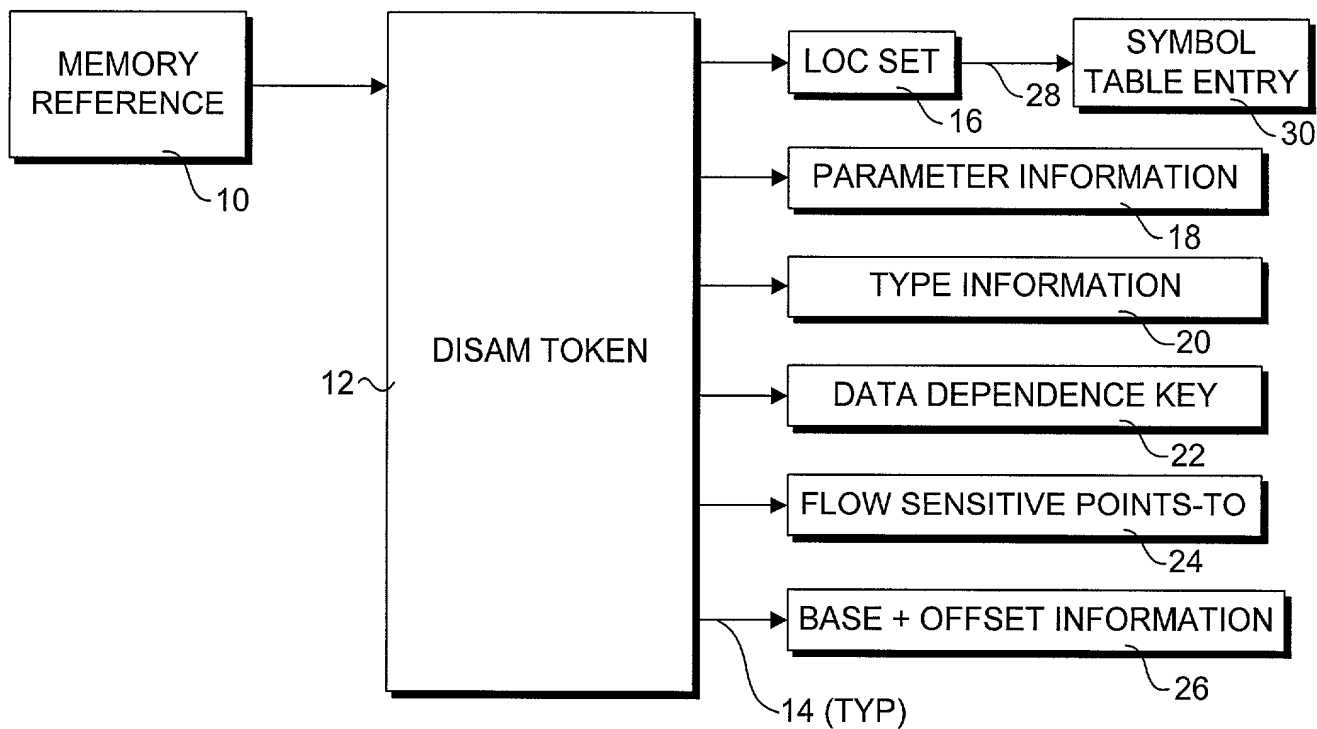 MEMORY
REFERENCE
10
DISAM TOKEN
12
LOC SET
16
28
SYMBOL
TABLE ENTRY
30
PARAMETER INFORMATION
18
TYPE INFORMATION
20
DATA DEPENDENCE KEY
22
FLOW SENSITIVE POINTS-TO
24
BASE + OFFSET INFORMATION
26
14 (TYP)